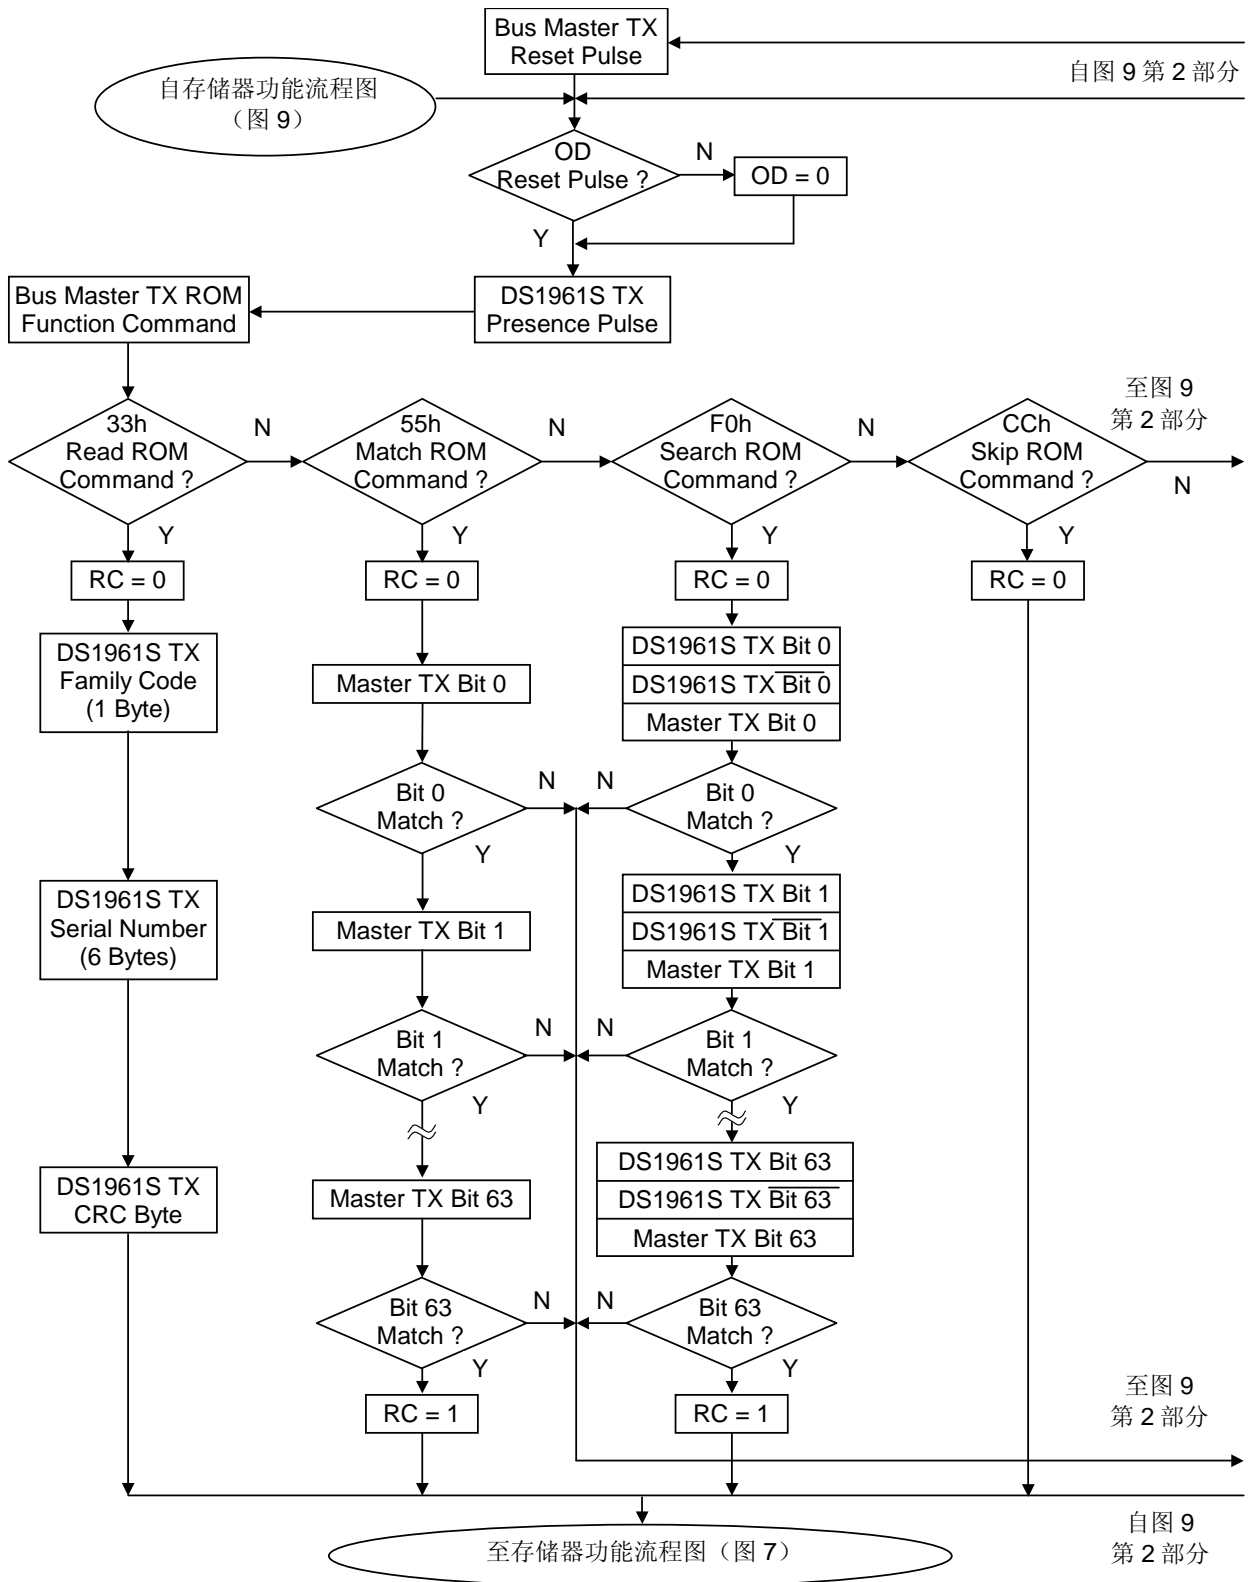 Bus Master TX
Reset Pulse
自图 9 第 2 部分
自存储器功能流程图
（图 9）
OD
Reset Pulse ?
N
OD = 0
Y
Bus Master TX ROM
Function Command
DS1961S TX
Presence Pulse
至图 9
第 2 部分
33h
Read ROM
Command ?
N
55h
Match ROM
Command ?
N
F0h
Search ROM
Command ?
N
CCh
Skip ROM
Command ?
N
Y
Y
Y
Y
RC = 0
RC = 0
RC = 0
RC = 0
DS1961S TX
Family Code
(1 Byte)
Master TX Bit 0
DS1961S TX Bit 0
DS1961S TX Bit 0
Master TX Bit 0
Bit 0
Match ?
N
N
Bit 0
Match ?
Y
Y
DS1961S TX
Serial Number
(6 Bytes)
Master TX Bit 1
DS1961S TX Bit 1
DS1961S TX Bit 1
Master TX Bit 1
Bit 1
Match ?
N
N
Bit 1
Match ?
Y
Y
DS1961S TX
CRC Byte
Master TX Bit 63
DS1961S TX Bit 63
DS1961S TX Bit 63
Master TX Bit 63
Bit 63
Match ?
N
N
Bit 63
Match ?
Y
Y
RC = 1
RC = 1
至图 9
第 2 部分
自图 9
第 2 部分
至存储器功能流程图（图 7）